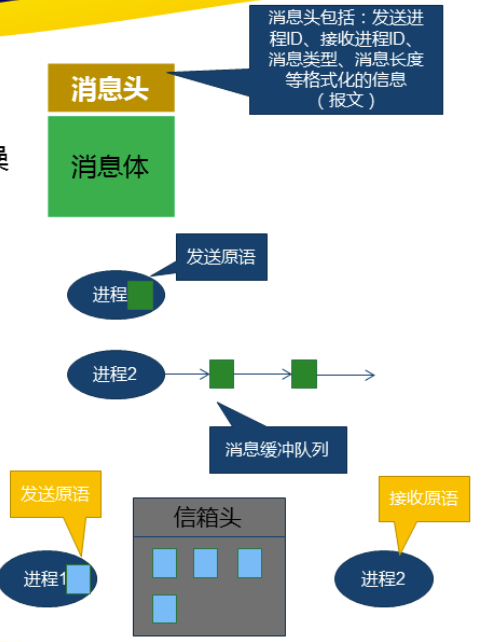 消息头包括：发送进
程ID、接收进程ID、
消息类型、消息长度
等格式化的信息
（报文）
消息头
操
消息体
发送原语
进程
进程2
消息缓冲队列
发送原语
信箱头
接收原语
进程1
进程2